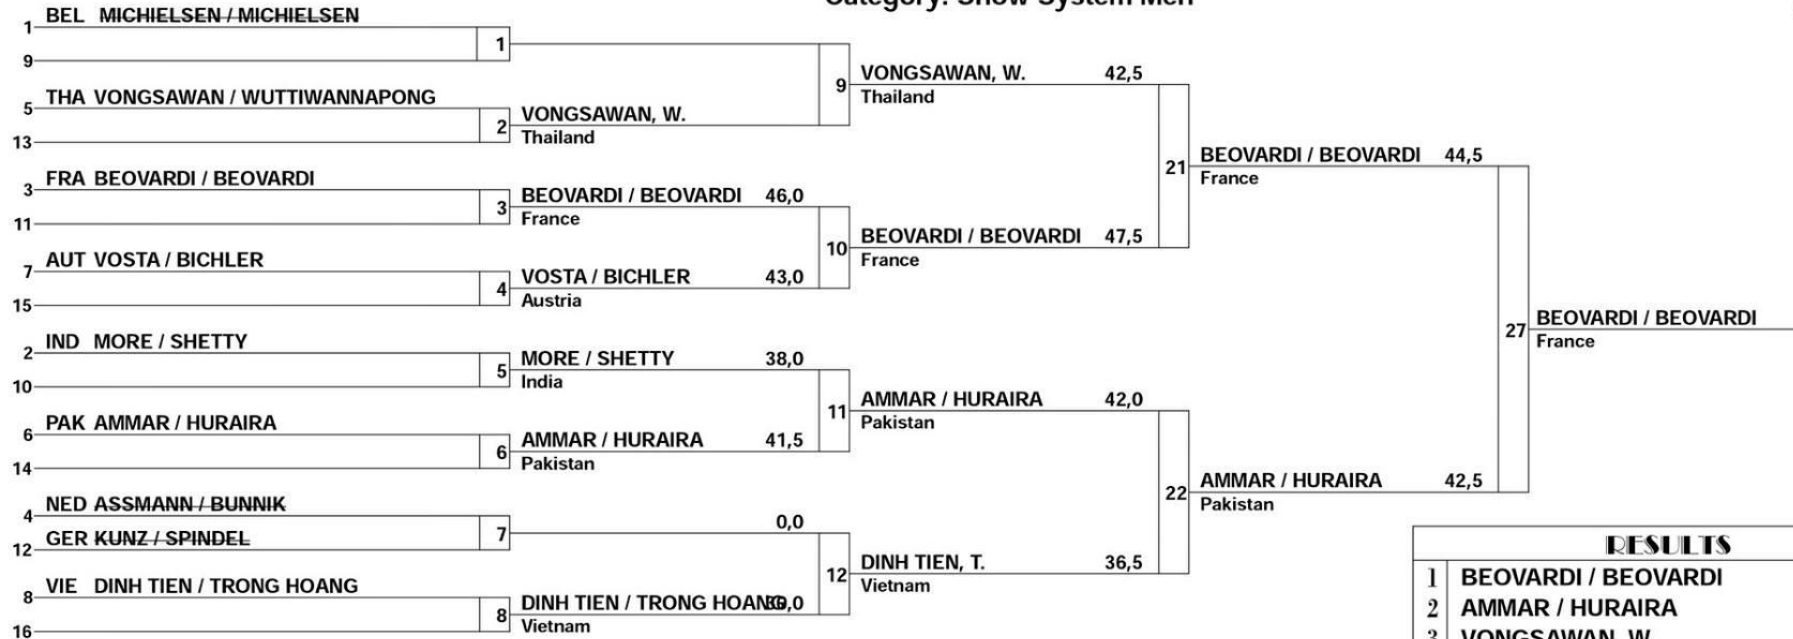 Category: Show System Men
1 BEL MICHIELSEN / MICHIELSEN
9
1
5 THA VONGSAWAN / WUTTIWANNAPONG
13
2
3 FRA BEOVARDI / BEOVARDI
11
3
7 AUT VOSTA / BICHLER
15
4
2 IND MORE / SHETTY
10
5
6 PAK AMMAR / HURAIRA
14
6
4 NED ASSMANN / BUNNIK
12 GER KUNZ / SPINDEL
7
8 VIE DINH TIEN / TRONG HOANG
16
8
VONGSAWAN, W.
Thailand
9
BEOVARDI / BEOVARDI 46,0
France
VOSTA / BICHLER 43,0
Austria
10
MORE / SHETTY 38,0
India
AMMAR / HURAIRA 41,5
Pakistan
11
0,0
DINH TIEN / TRONG HOANG
Vietnam
12
VONGSAWAN, W. 42,5
Thailand
BEOVARDI / BEOVARDI 47,5
France
21
AMMAR / HURAIRA 42,0
Pakistan
DINH TIEN, T. 36,5
Vietnam
22
BEOVARDI / BEOVARDI 44,5
France
AMMAR / HURAIRA 42,5
Pakistan
27
BEOVARDI / BEOVARDI
France
RESULTS
1 BEOVARDI / BEOVARDI
2 AMMAR / HURAIRA
3 VONGSAWAN, W.